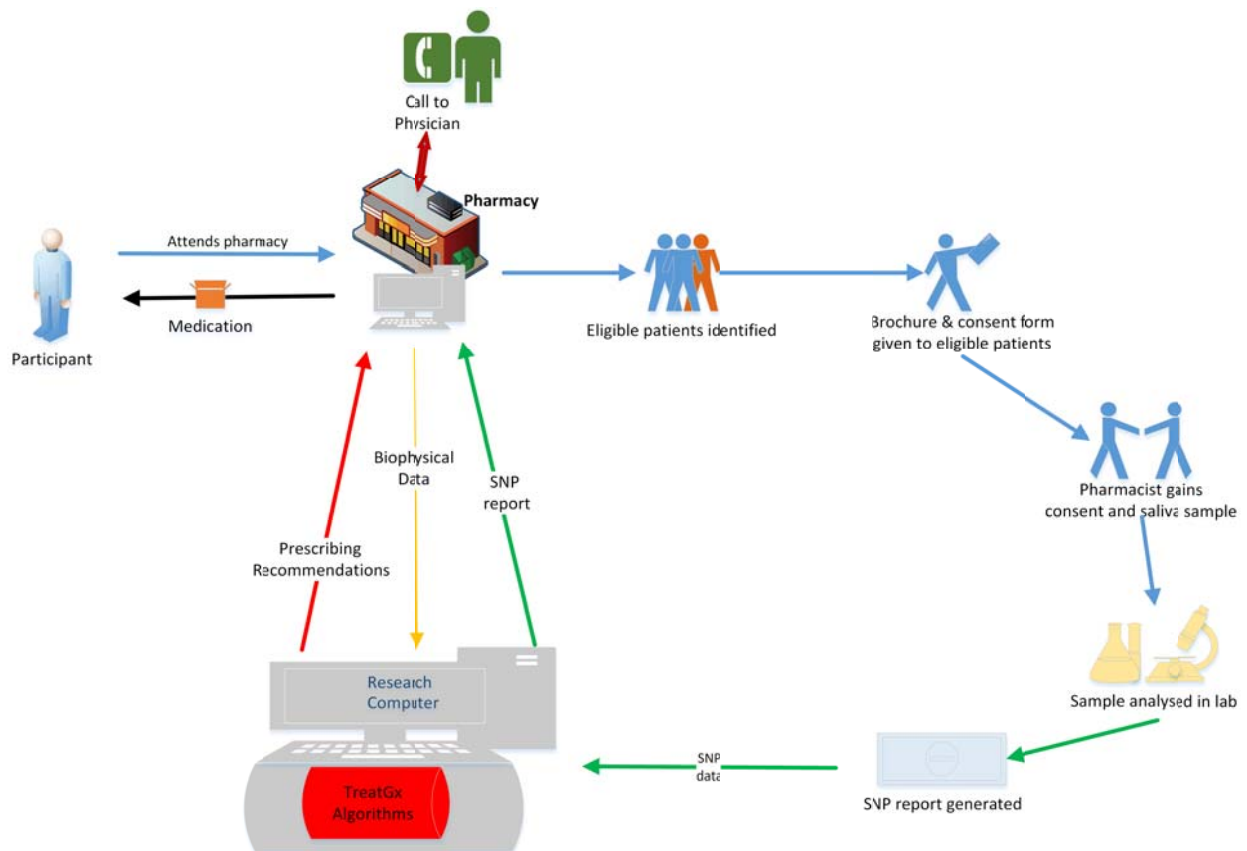 Call to
Physician
Pharmacy
Attends pharmacy
Medication
Participant
Eligible patients identified
Brochure & consent form
given to eligible patients
Pharmacist gains
consent and saliva sample
Biophysical
Data
SNP
report
Prescribing
Recommendations
Sample analysed in lab
Research
Computer
SNP
data
SNP report generated
TreatGx
Algorithms